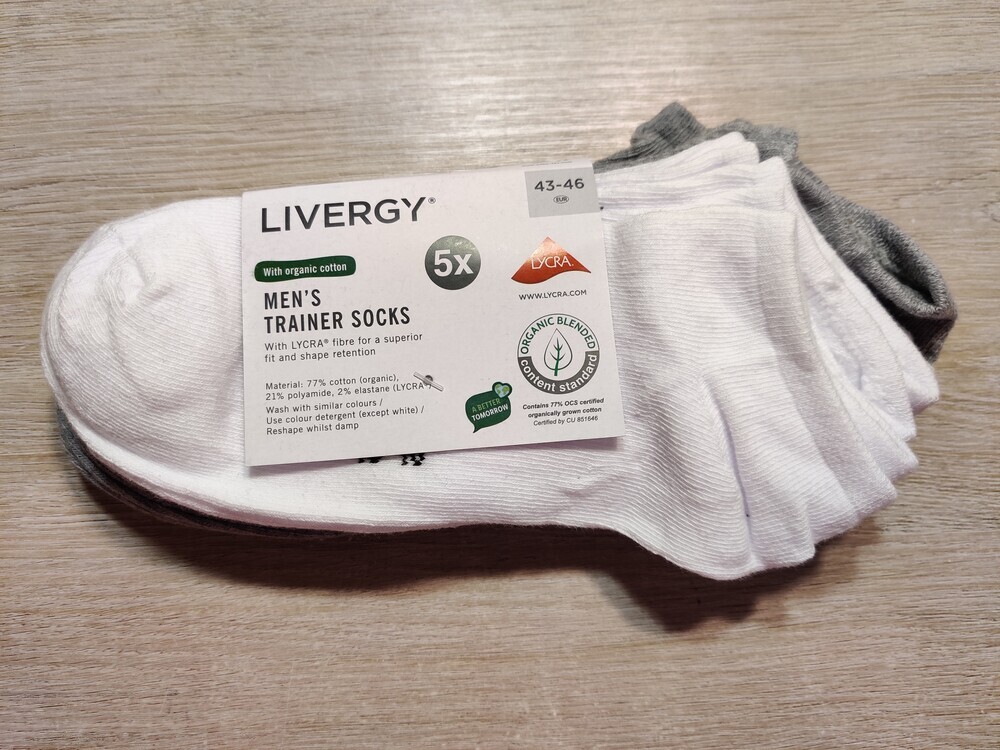 LIVERGY®
43-46
EUR
With organic cotton
5x
LYCRA®
WWW.LYCRA.COM
MEN'S
TRAINER SOCKS
With LYCRA® fibre for a superior
fit and shape retention
ORGANIC BLENDED
content standard
Material: 77% cotton (organic),
21% polyamide, 2% elastane (LYCRA®)
Wash with similar colours /
Use colour detergent (except white) /
Reshape whilst damp
A BETTER
TOMORROW
Contains 77% OCS certified
organically grown cotton
Certified by CU 851646